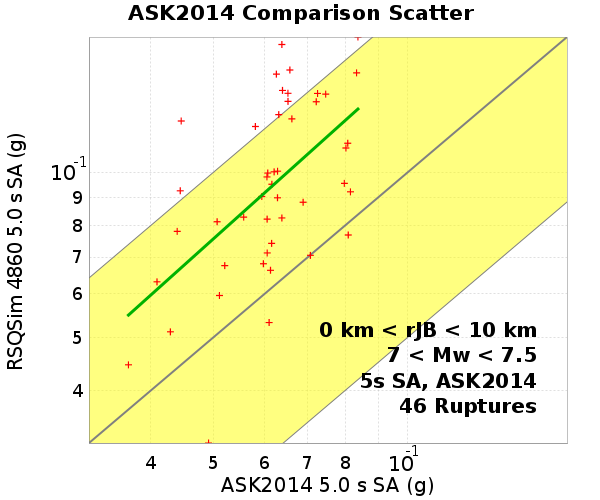 ASK2014 Comparison Scatter
RSQSim 4860 5.0 s SA (g)
10-1
9
8
7
6
5
4
0 km < rJB < 10 km
7 < Mw < 7.5
5s SA, ASK2014
46 Ruptures
4 5 6 7 8 10-1
ASK2014 5.0 s SA (g)